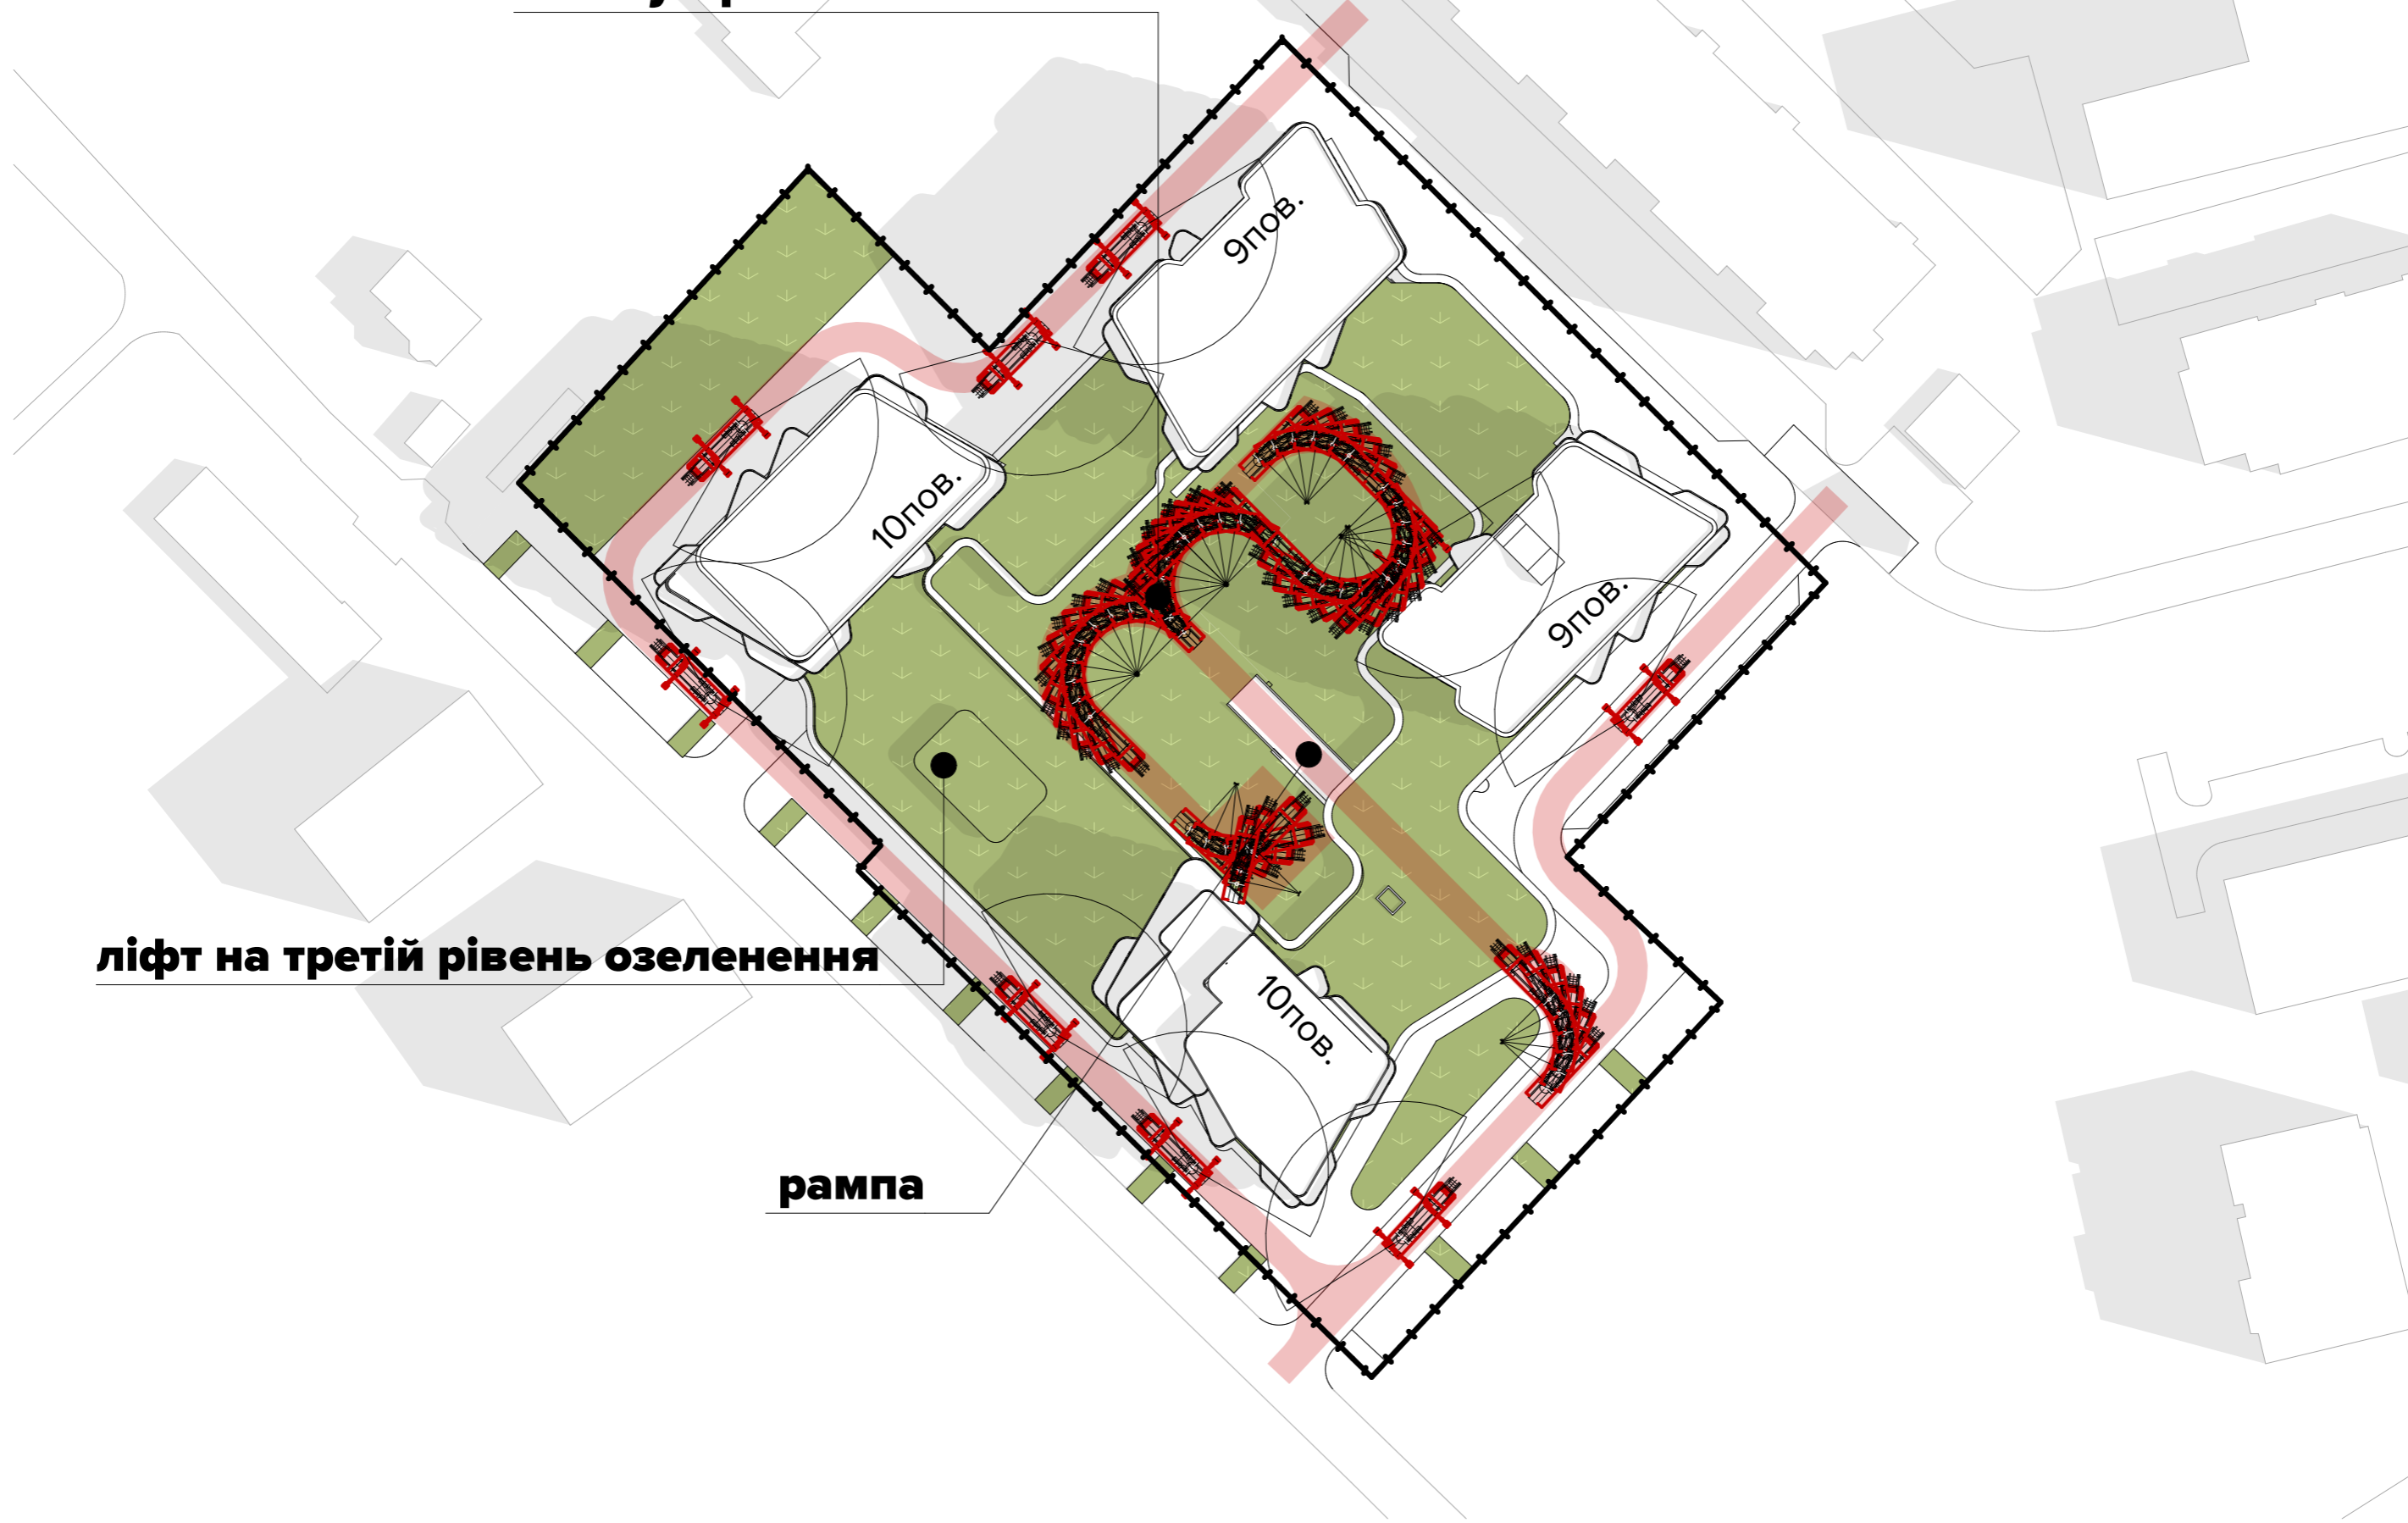 9пов.
10пов.
9пов.
ліфт на третій рівень озеленення
10пов.
рампа